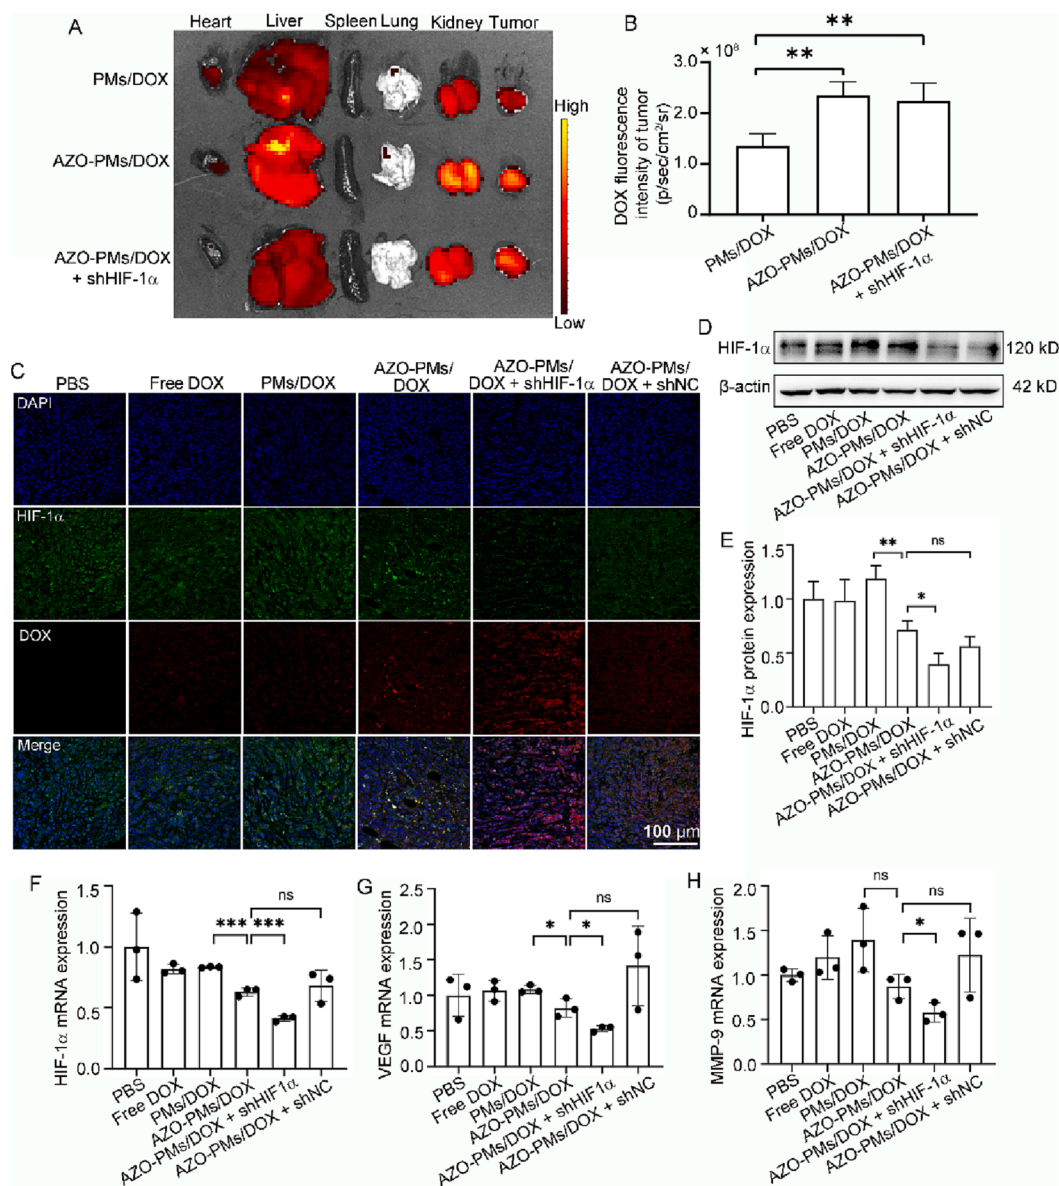 A
Heart Liver Spleen Lung Kidney Tumor
PMs/DOX
AZO-PMs/DOX
AZO-PMs/DOX
+ shHIF-1α
High
Low
B
× 10⁸
** **
DOX fluorescence
intensity of tumor
(p/sec/cm²/sr)
3.0
2.0
1.0
0
PMs/DOX
AZO-PMs/DOX
AZO-PMs/DOX
+ shHIF-1α
C
PBS
Free DOX
PMs/DOX
AZO-PMs/
DOX
AZO-PMs/
DOX + shHIF-1α
AZO-PMs/
DOX + shNC
DAPI
HIF-1α
DOX
Merge
100 μm
D
HIF-1α
120 kD
β-actin
42 kD
PBS
Free DOX
PMs/DOX
AZO-PMs/DOX
AZO-PMs/DOX + shHIF-1α
AZO-PMs/DOX + shNC
E
HIF-1α protein expression
1.5
1.0
0.5
0.0
**
ns
*
PBS
Free DOX
PMs/DOX
AZO-PMs/DOX
AZO-PMs/DOX + shHIF-1α
AZO-PMs/DOX + shNC
F
HIF-1α mRNA expression
1.5
1.0
0.5
0.0
ns
*** ***
PBS
Free DOX
PMs/DOX
AZO-PMs/DOX
AZO-PMs/DOX + shHIF1α
AZO-PMs/DOX + shNC
G
VEGF mRNA expression
2.5
2.0
1.5
1.0
0.5
0.0
ns
* *
PBS
Free DOX
PMs/DOX
AZO-PMs/DOX
AZO-PMs/DOX + shHIF1α
AZO-PMs/DOX + shNC
H
MMP-9 mRNA expression
2.0
1.5
1.0
0.5
0.0
ns
ns
*
PBS
Free DOX
PMs/DOX
AZO-PMs/DOX
AZO-PMs/DOX + shHIF-1α
AZO-PMs/DOX + shNC